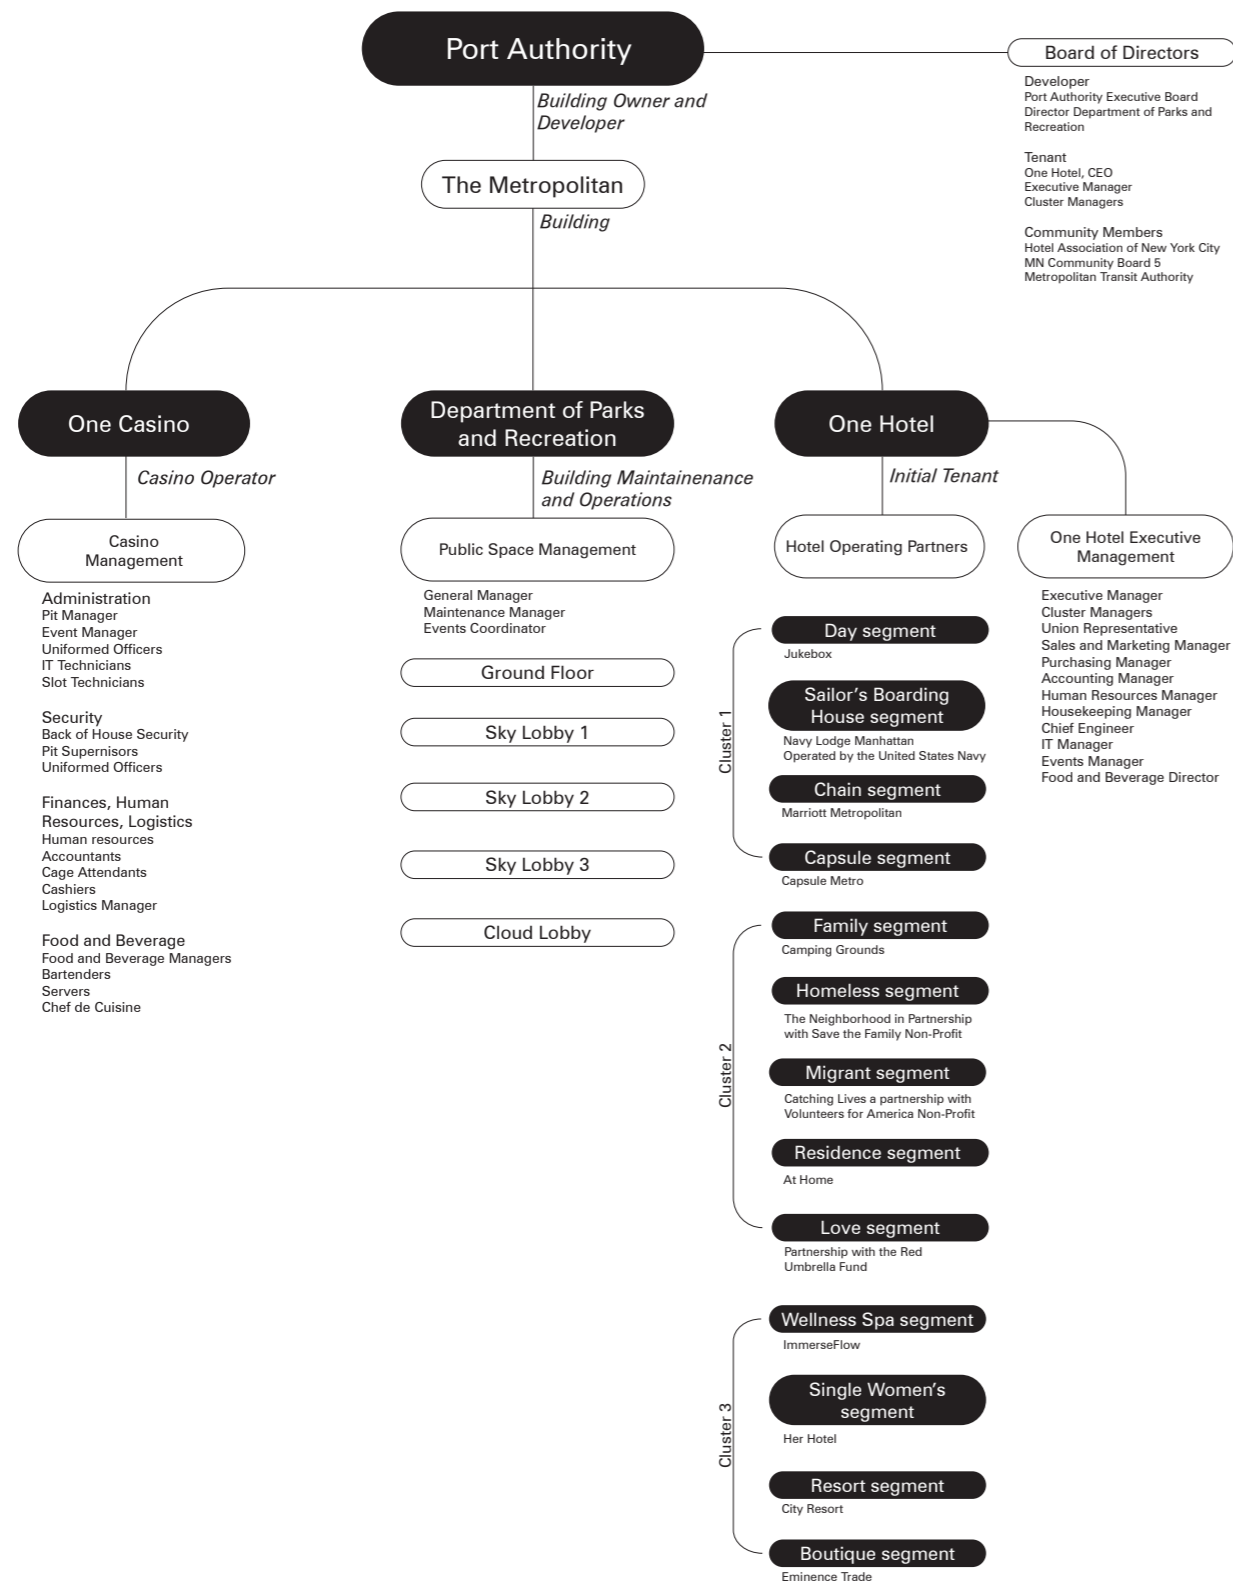 Port Authority
Building Owner and
Developer
The Metropolitan
Building
Board of Directors
Developer
Port Authority Executive Board
Director Department of Parks and
Recreation
Tenant
One Hotel, CEO
Executive Manager
Cluster Managers
Community Members
Hotel Association of New York City
MN Community Board 5
Metropolitan Transit Authority
One Casino
Casino Operator
Casino
Management
Administration
Pit Manager
Event Manager
Uniformed Officers
IT Technicians
Slot Technicians
Security
Back of House Security
Pit Supernisors
Uniformed Officers
Finances, Human
Resources, Logistics
Human resources
Accountants
Cage Attendants
Cashiers
Logistics Manager
Food and Beverage
Food and Beverage Managers
Bartenders
Servers
Chef de Cuisine
Department of Parks
and Recreation
Building Maintainenance
and Operations
Public Space Management
General Manager
Maintenance Manager
Events Coordinator
Ground Floor
Sky Lobby 1
Sky Lobby 2
Sky Lobby 3
Cloud Lobby
One Hotel
Initial Tenant
Hotel Operating Partners
Cluster 1
Day segment
Jukebox
Sailor's Boarding
House segment
Navy Lodge Manhattan
Operated by the United States Navy
Chain segment
Marriott Metropolitan
Capsule segment
Capsule Metro
Cluster 2
Family segment
Camping Grounds
Homeless segment
The Neighborhood in Partnership
with Save the Family Non-Profit
Migrant segment
Catching Lives a partnership with
Volunteers for America Non-Profit
Residence segment
At Home
Love segment
Partnership with the Red
Umbrella Fund
Cluster 3
Wellness Spa segment
ImmerseFlow
Single Women's
segment
Her Hotel
Resort segment
City Resort
Boutique segment
Eminence Trade
One Hotel Executive
Management
Executive Manager
Cluster Managers
Union Representative
Sales and Marketing Manager
Purchasing Manager
Accounting Manager
Human Resources Manager
Housekeeping Manager
Chief Engineer
IT Manager
Events Manager
Food and Beverage Director